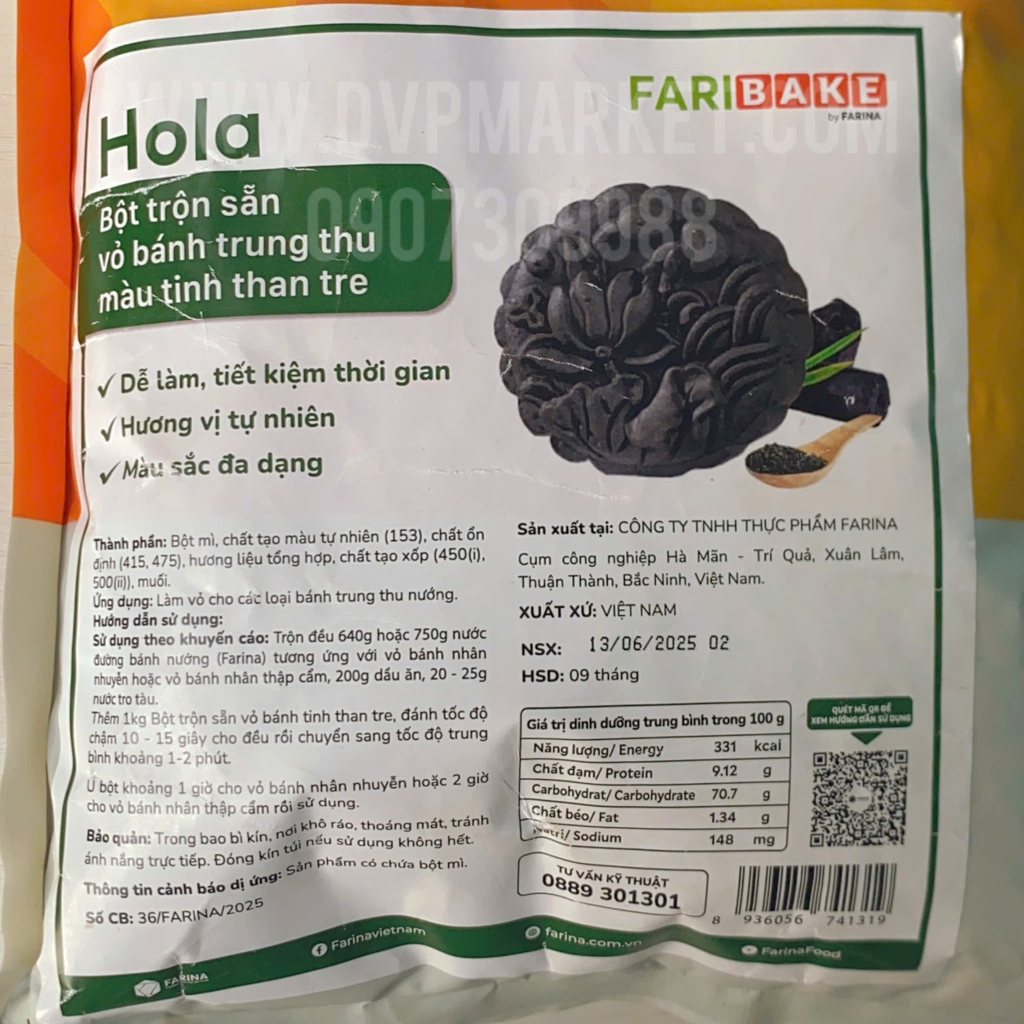 WWW.DVPMARKET.COM
0907309988
Hola
FARIBAKE
by FARINA
Bột trộn sẵn
vỏ bánh trung thu
màu tinh than tre
✓ Dễ làm, tiết kiệm thời gian
✓ Hương vị tự nhiên
✓ Màu sắc đa dạng
Thành phần: Bột mì, chất tạo màu tự nhiên (153), chất ổn
định (415, 475), hương liệu tổng hợp, chất tạo xốp (450(i),
500(ii)), muối.
Ứng dụng: Làm vỏ cho các loại bánh trung thu nướng.
Hướng dẫn sử dụng:
Sử dụng theo khuyến cáo: Trộn đều 640g hoặc 750g nước
đường bánh nướng (Farina) tương ứng với vỏ bánh nhân
nhuyễn hoặc vỏ bánh nhân thập cẩm, 200g dầu ăn, 20 - 25g
nước tro tàu.
Thêm 1kg Bột trộn sẵn vỏ bánh tinh than tre, đánh tốc độ
chậm 10 - 15 giây cho đều rồi chuyển sang tốc độ trung
bình khoảng 1-2 phút.
Ủ bột khoảng 1 giờ cho vỏ bánh nhân nhuyễn hoặc 2 giờ
cho vỏ bánh nhân thập cẩm rồi sử dụng.
Bảo quản: Trong bao bì kín, nơi khô ráo, thoáng mát, tránh
ánh nắng trực tiếp. Đóng kín túi nếu sử dụng không hết.
Thông tin cảnh báo dị ứng: Sản phẩm có chứa bột mì.
Số CB: 36/FARINA/2025
Sản xuất tại: CÔNG TY TNHH THỰC PHẨM FARINA
Cụm công nghiệp Hà Mãn - Trí Quả, Xuân Lâm,
Thuận Thành, Bắc Ninh, Việt Nam.
XUẤT XỨ: VIỆT NAM
NSX: 13/06/2025 02
HSD: 09 tháng
Giá trị dinh dưỡng trung bình trong 100 g
Năng lượng/ Energy 331 kcal
Chất đạm/ Protein 9.12 g
Carbohydrat/ Carbohydrate 70.7 g
Chất béo/ Fat 1.34 g
Natri/ Sodium 148 mg
QUÉT MÃ QR ĐỂ
XEM HƯỚNG DẪN SỬ DỤNG
TƯ VẤN KỸ THUẬT
0889 301301
8 936056 741319
FARINA
Farinavietnam
farina.com.vn
FarinaFood